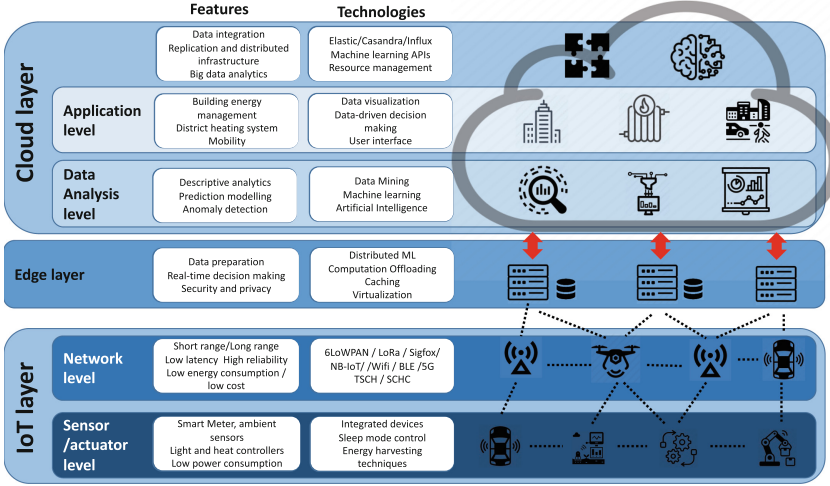 Features
Technologies
Cloud layer
Data integration
Replication and distributed
infrastructure
Big data analytics
Elastic/Casandra/Influx
Machine learning APIs
Resource management
Application
level
Building energy
management
District heating system
Mobility
Data visualization
Data-driven decision
making
User interface
Data
Analysis
level
Descriptive analytics
Prediction modelling
Anomaly detection
Data Mining
Machine learning
Artificial Intelligence
Edge layer
Data preparation
Real-time decision making
Security and privacy
Distributed ML
Computation Offloading
Caching
Virtualization
IoT layer
Network
level
Short range/Long range
Low latency High reliability
Low energy consumption /
low cost
6LoWPAN / LoRa / Sigfox/
NB-IoT/ /Wifi / BLE /5G
TSCH / SCHC
Sensor
/actuator
level
Smart Meter, ambient
sensors
Light and heat controllers
Low power consumption
Integrated devices
Sleep mode control
Energy harvesting
techniques